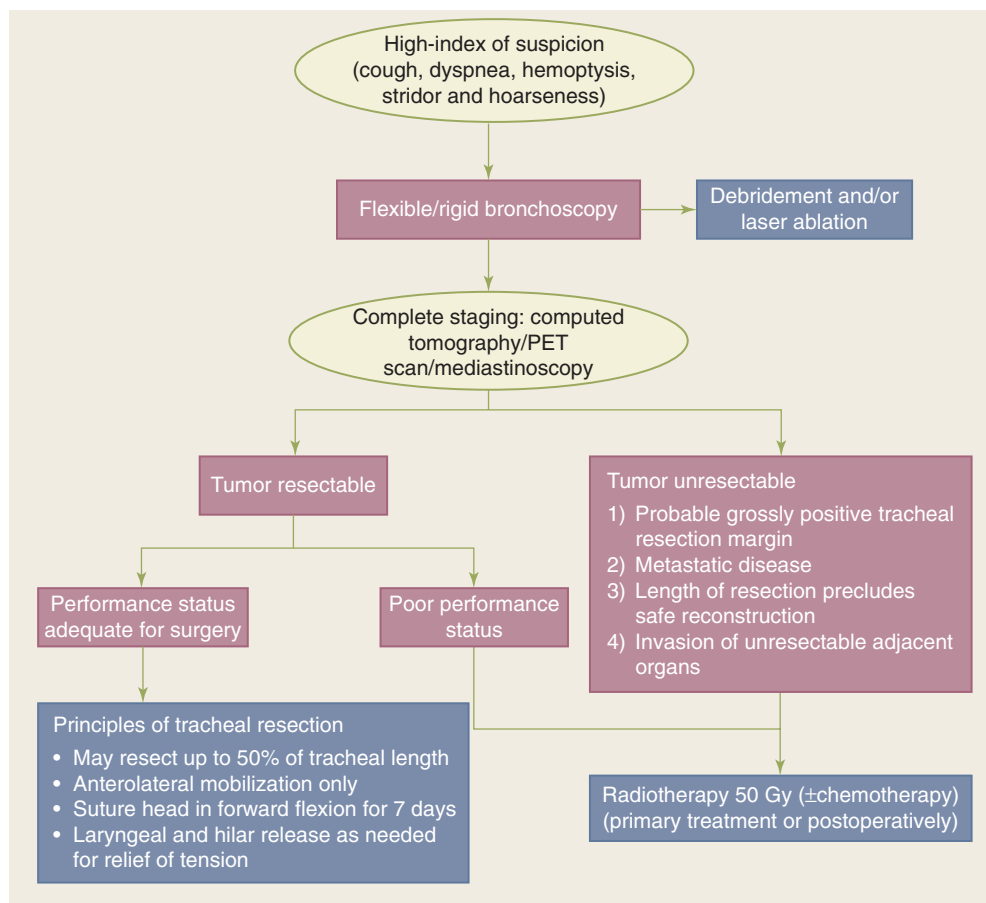 High-index of suspicion
(cough, dyspnea, hemoptysis,
stridor and hoarseness)
Flexible/rigid bronchoscopy
Debridement and/or
laser ablation
Complete staging: computed
tomography/PET
scan/mediastinoscopy
Tumor resectable
Tumor unresectable
1) Probable grossly positive tracheal
resection margin
2) Metastatic disease
3) Length of resection precludes
safe reconstruction
4) Invasion of unresectable adjacent
organs
Performance status
adequate for surgery
Poor performance
status
Principles of tracheal resection
• May resect up to 50% of tracheal length
• Anterolateral mobilization only
• Suture head in forward flexion for 7 days
• Laryngeal and hilar release as needed
for relief of tension
Radiotherapy 50 Gy (±chemotherapy)
(primary treatment or postoperatively)